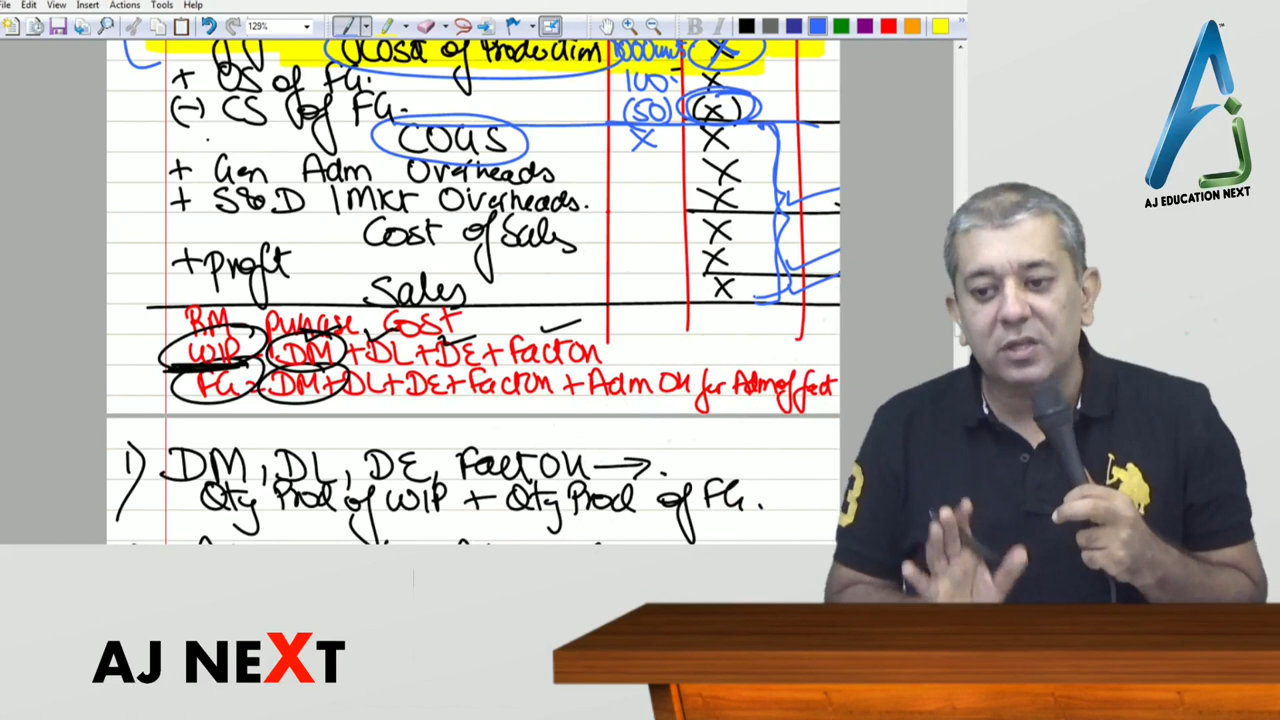 File Edit View Insert Actions Tools Help
129%
B I
Cost of Production 1000units X
+ OS of FG. 100- X
(-) CS of FG. (50) (X)
COGS X X
+ Gen Adm Overheads X
+ S&D / Mkt Overheads. X
Cost of Sales X
+ Profit X
Sales X
RM Cost
WIP DM + DL + DE + Fact OH
FG = DM + DL + DE + Fact OH + Adm OH for Adm of fact
1) DM, DL, DE, Fact OH → .
Qty Prod of WIP + Qty Prod of FG.
AJ EDUCATION NEXT
3
AJ NEXT